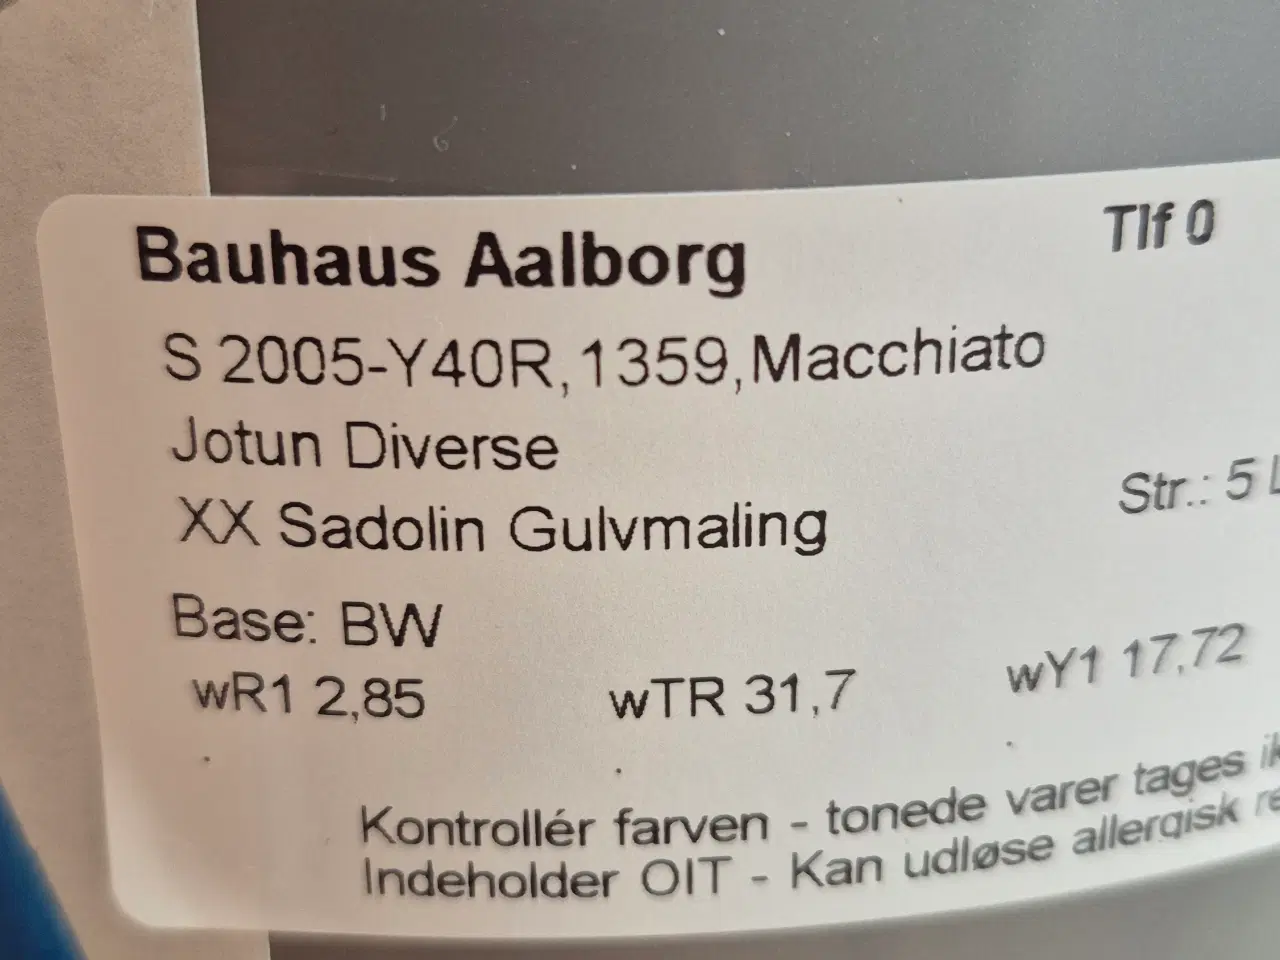 Bauhaus Aalborg
Tlf 0
S 2005-Y40R,1359,Macchiato
Jotun Diverse
XX Sadolin Gulvmaling
Str.: 5 L
Base: BW
wR1 2,85 wTR 31,7 wY1 17,72
Kontrollér farven - tonede varer tages
Indeholder OIT - Kan udløse allergisk